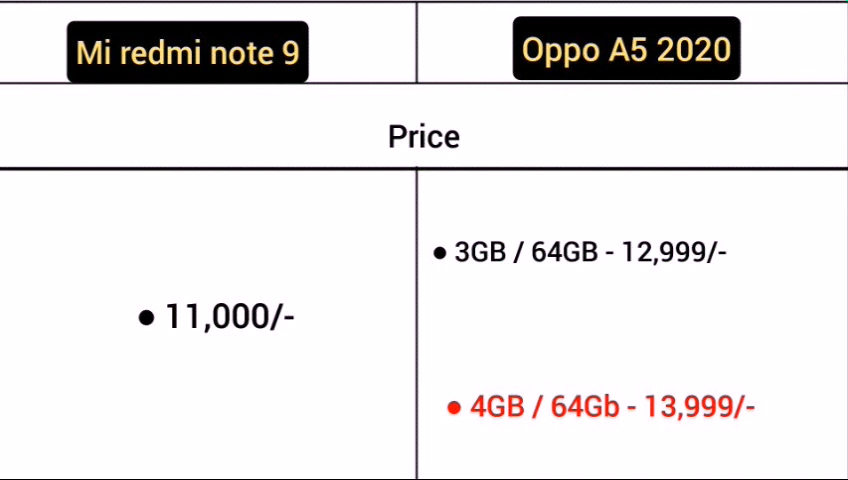 Mi redmi note 9
Oppo A5 2020
Price
● 11,000/-
● 3GB / 64GB - 12,999/-
● 4GB / 64Gb - 13,999/-